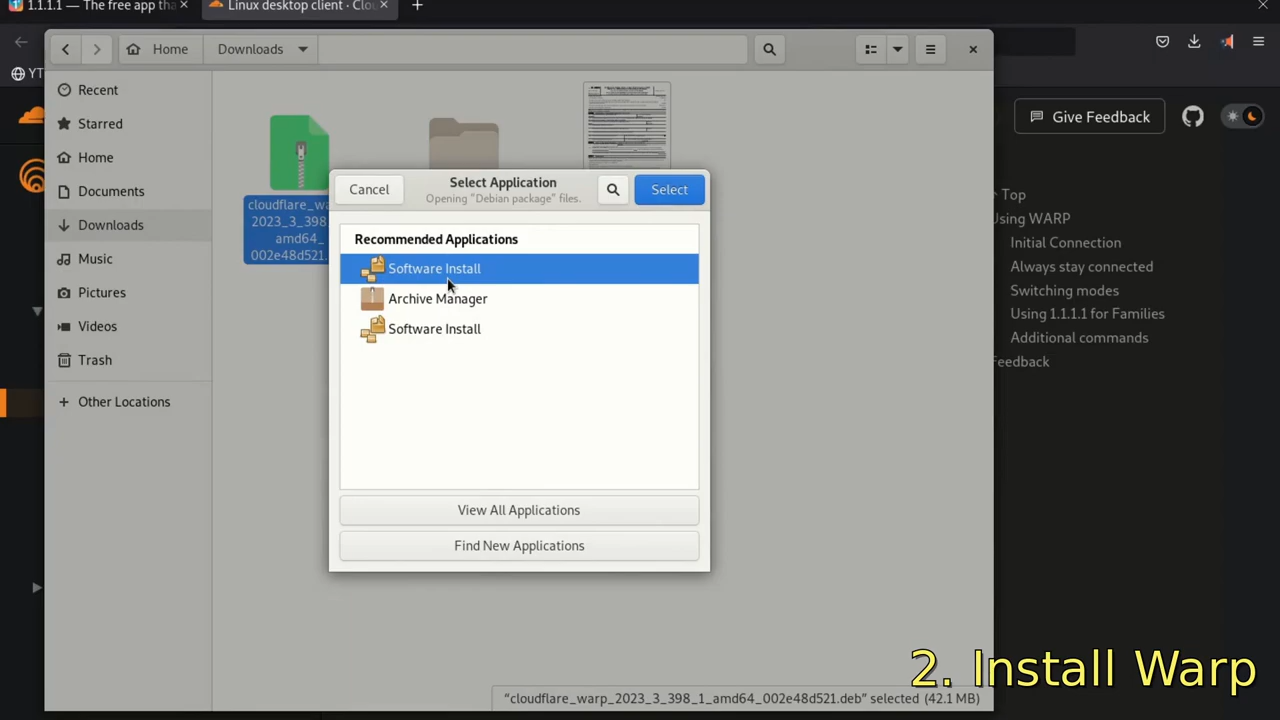 1.1.1.1 — The free app tha
Linux desktop client · Clo
YT
Home
Downloads
Give Feedback
Recent
Starred
Home
Documents
Downloads
Music
Pictures
Videos
Trash
Other Locations
cloudflare_wa
2023_3_398_
amd64_
002e48d521.
Cancel
Select Application
Opening "Debian package" files.
Select
Recommended Applications
Software Install
Archive Manager
Software Install
View All Applications
Find New Applications
Top
Using WARP
Initial Connection
Always stay connected
Switching modes
Using 1.1.1.1 for Families
Additional commands
Feedback
2. Install Warp
"cloudflare_warp_2023_3_398_1_amd64_002e48d521.deb" selected (42.1 MB)